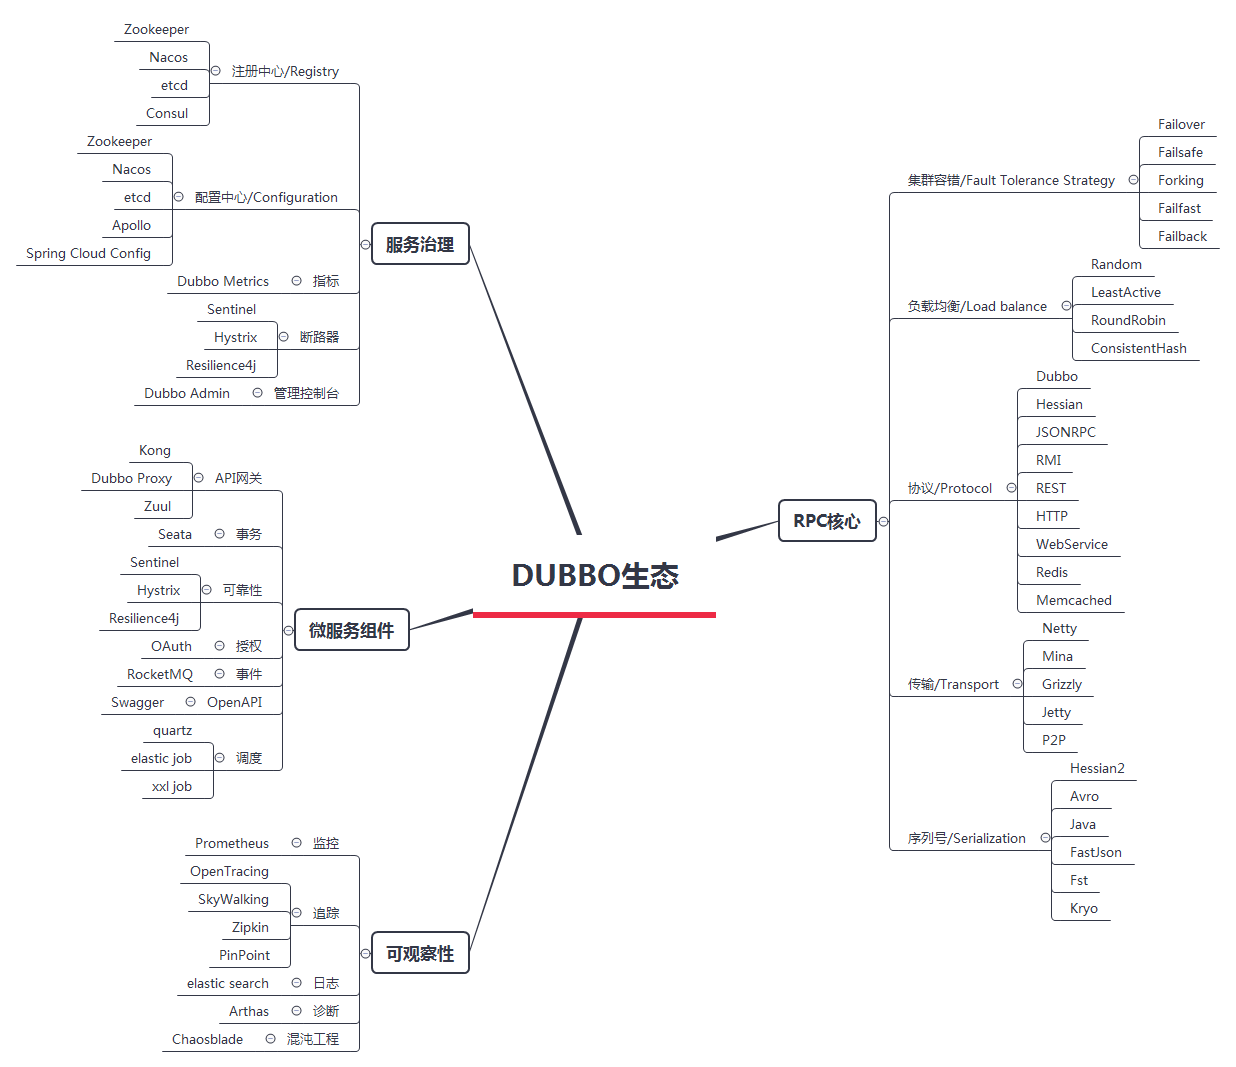 DUBBO生态
RPC核心
集群容错/Fault Tolerance Strategy
Failover
Failsafe
Forking
Failfast
Failback
负载均衡/Load balance
Random
LeastActive
RoundRobin
ConsistentHash
协议/Protocol
Dubbo
Hessian
JSONRPC
RMI
REST
HTTP
WebService
Redis
Memcached
传输/Transport
Netty
Mina
Grizzly
Jetty
P2P
序列号/Serialization
Hessian2
Avro
Java
FastJson
Fst
Kryo
服务治理
注册中心/Registry
Zookeeper
Nacos
etcd
Consul
配置中心/Configuration
Zookeeper
Nacos
etcd
Apollo
Spring Cloud Config
指标
Dubbo Metrics
断路器
Sentinel
Hystrix
Resilience4j
管理控制台
Dubbo Admin
微服务组件
API网关
Kong
Dubbo Proxy
Zuul
事务
Seata
可靠性
Sentinel
Hystrix
Resilience4j
授权
OAuth
事件
RocketMQ
OpenAPI
Swagger
调度
quartz
elastic job
xxl job
可观察性
监控
Prometheus
追踪
OpenTracing
SkyWalking
Zipkin
PinPoint
日志
elastic search
诊断
Arthas
混沌工程
Chaosblade